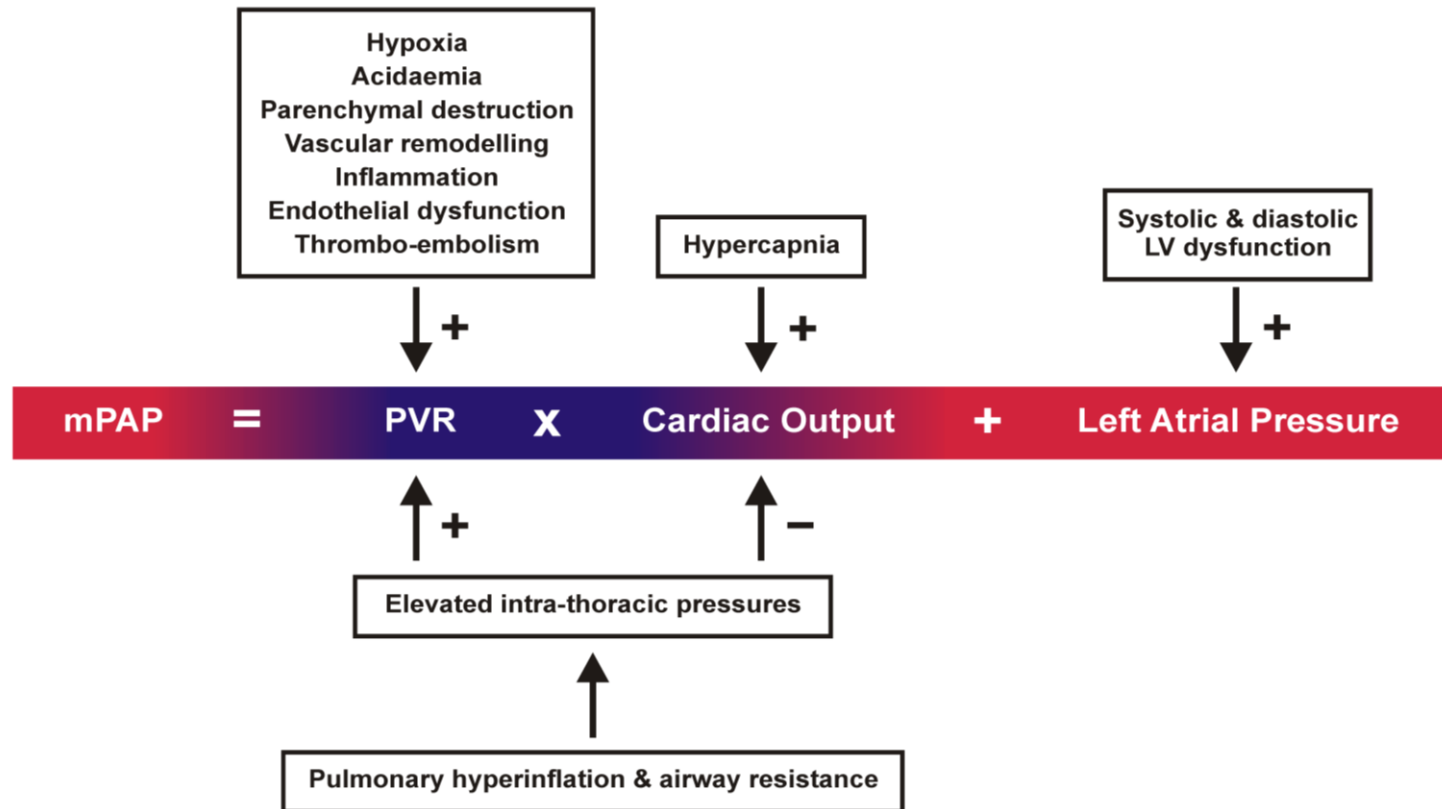 Hypoxia
Acidaemia
Parenchymal destruction
Vascular remodelling
Inflammation
Endothelial dysfunction
Thrombo-embolism
Hypercapnia
Systolic & diastolic
LV dysfunction
+
+
+
mPAP = PVR x Cardiac Output + Left Atrial Pressure
+
−
Elevated intra-thoracic pressures
Pulmonary hyperinflation & airway resistance